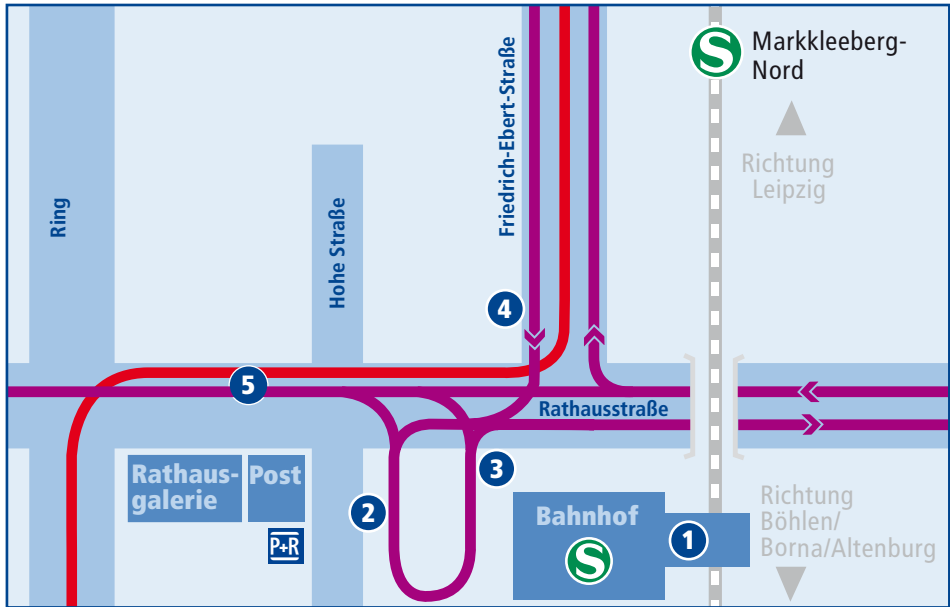 S
Markkleeberg-
Nord
Richtung
Leipzig
Ring
Hohe Straße
Friedrich-Ebert-Straße
4
5
Rathausstraße
Rathaus-
galerie
Post
P+R
2
3
Bahnhof
S
1
Richtung
Böhlen/
Borna/Altenburg